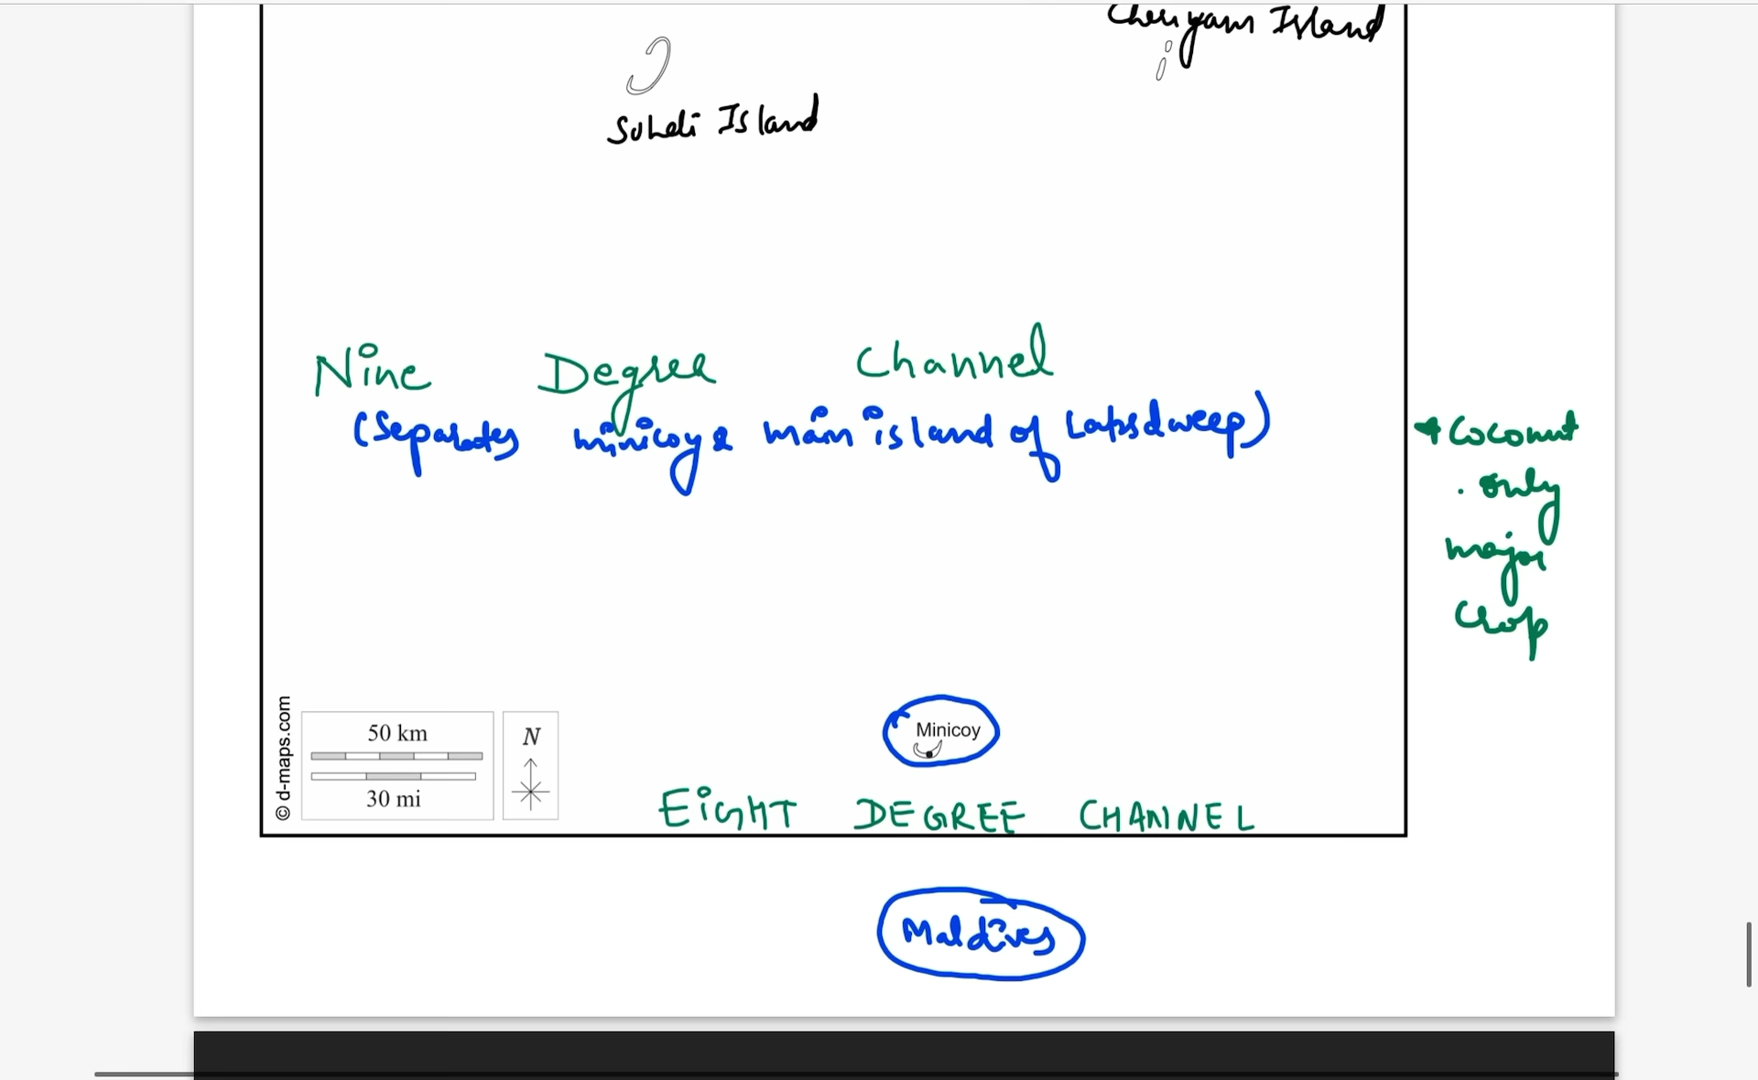 Cheriyam Island
Suheli Island
Nine Degree Channel
(Separates minicoy & main island of Lakshdweep)
Coconut
. only
major
Crop
© d-maps.com
50 km
30 mi
N
Minicoy
EIGHT DEGREE CHANNEL
Maldives